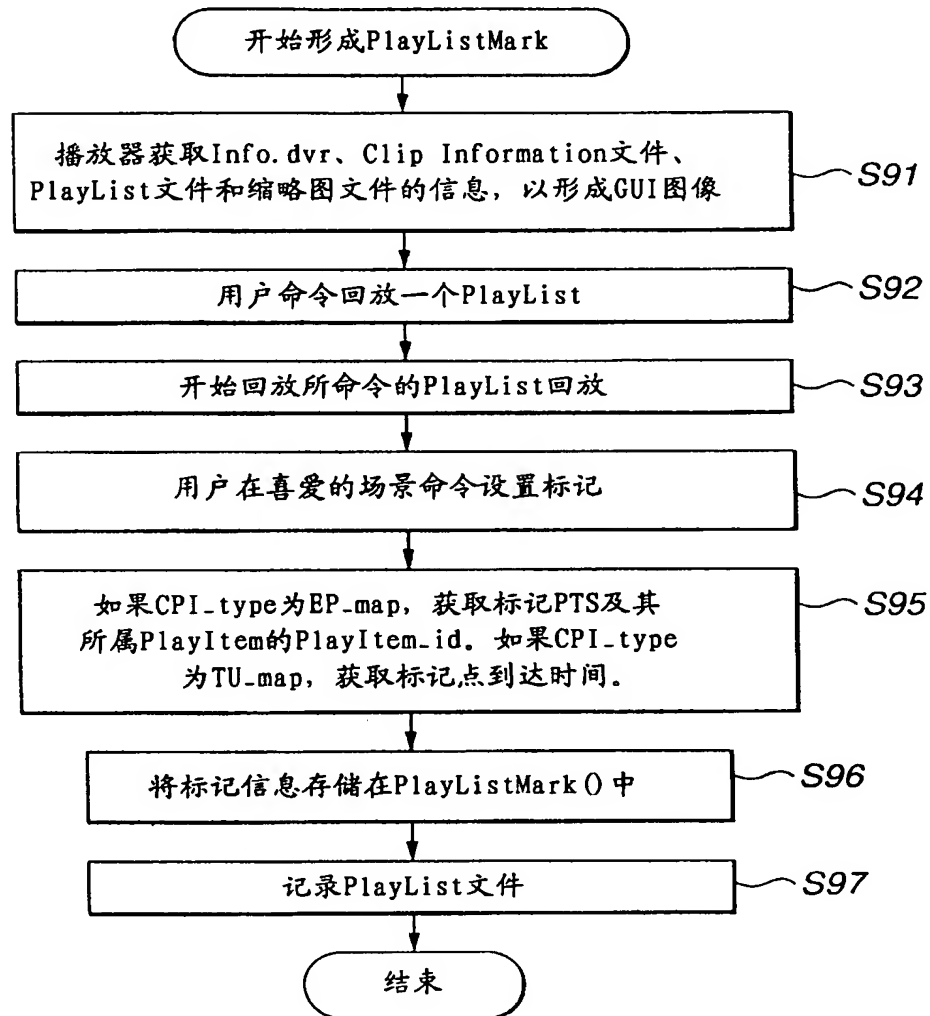 开始形成PlayListMark
播放器获取Info.dvr、Clip Information文件、
PlayList文件和缩略图文件的信息，以形成GUI图像
S91
用户命令回放一个PlayList
S92
开始回放所命令的PlayList回放
S93
用户在喜爱的场景命令设置标记
S94
如果CPI_type为EP_map，获取标记PTS及其
所属PlayItem的PlayItem_id。如果CPI_type
为TU_map，获取标记点到达时间。
S95
将标记信息存储在PlayListMark()中
S96
记录PlayList文件
S97
结束